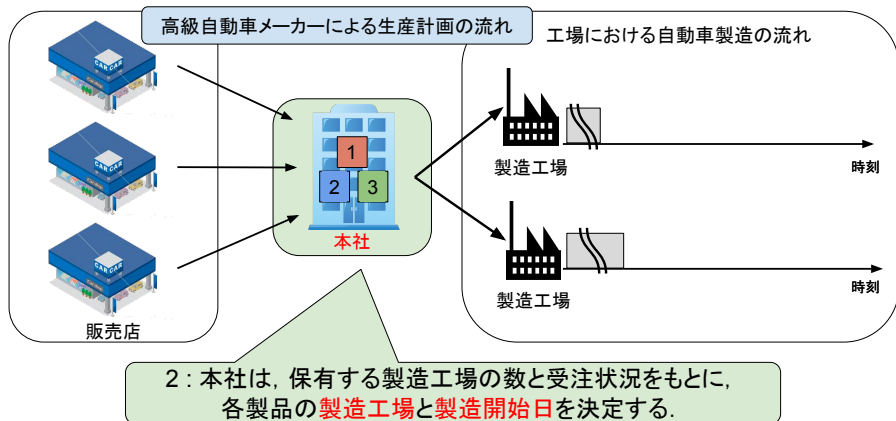 高級自動車メーカーによる生産計画の流れ
工場における自動車製造の流れ
CAR CAR
CAR CAR
CAR CAR
販売店
1
2
3
本社
製造工場
時刻
製造工場
時刻
2 : 本社は，保有する製造工場の数と受注状況をもとに，
各製品の製造工場と製造開始日を決定する．